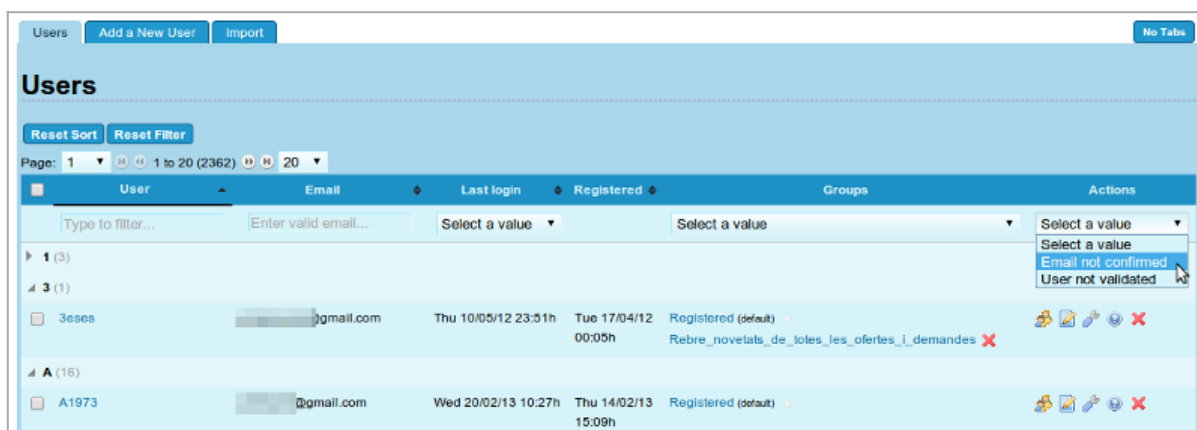 Users Add a New User Import No Tabs
Users
Reset Sort Reset Filter
Page: 1 1 to 20 (2362) 20
User Email Last login Registered Groups Actions
Type to filter... Enter valid email... Select a value Select a value Select a value
Select a value
1 (3)
Email not confirmed
User not validated
3 (1)
3eses gmail.com Thu 10/05/12 23:51h Tue 17/04/12 Registered (default)
00:05h Rebre_novetats_de_totes_les_ofertes_i_demandes
A (16)
A1973 @gmail.com Wed 20/02/13 10:27h Thu 14/02/13 Registered (default)
15:09h